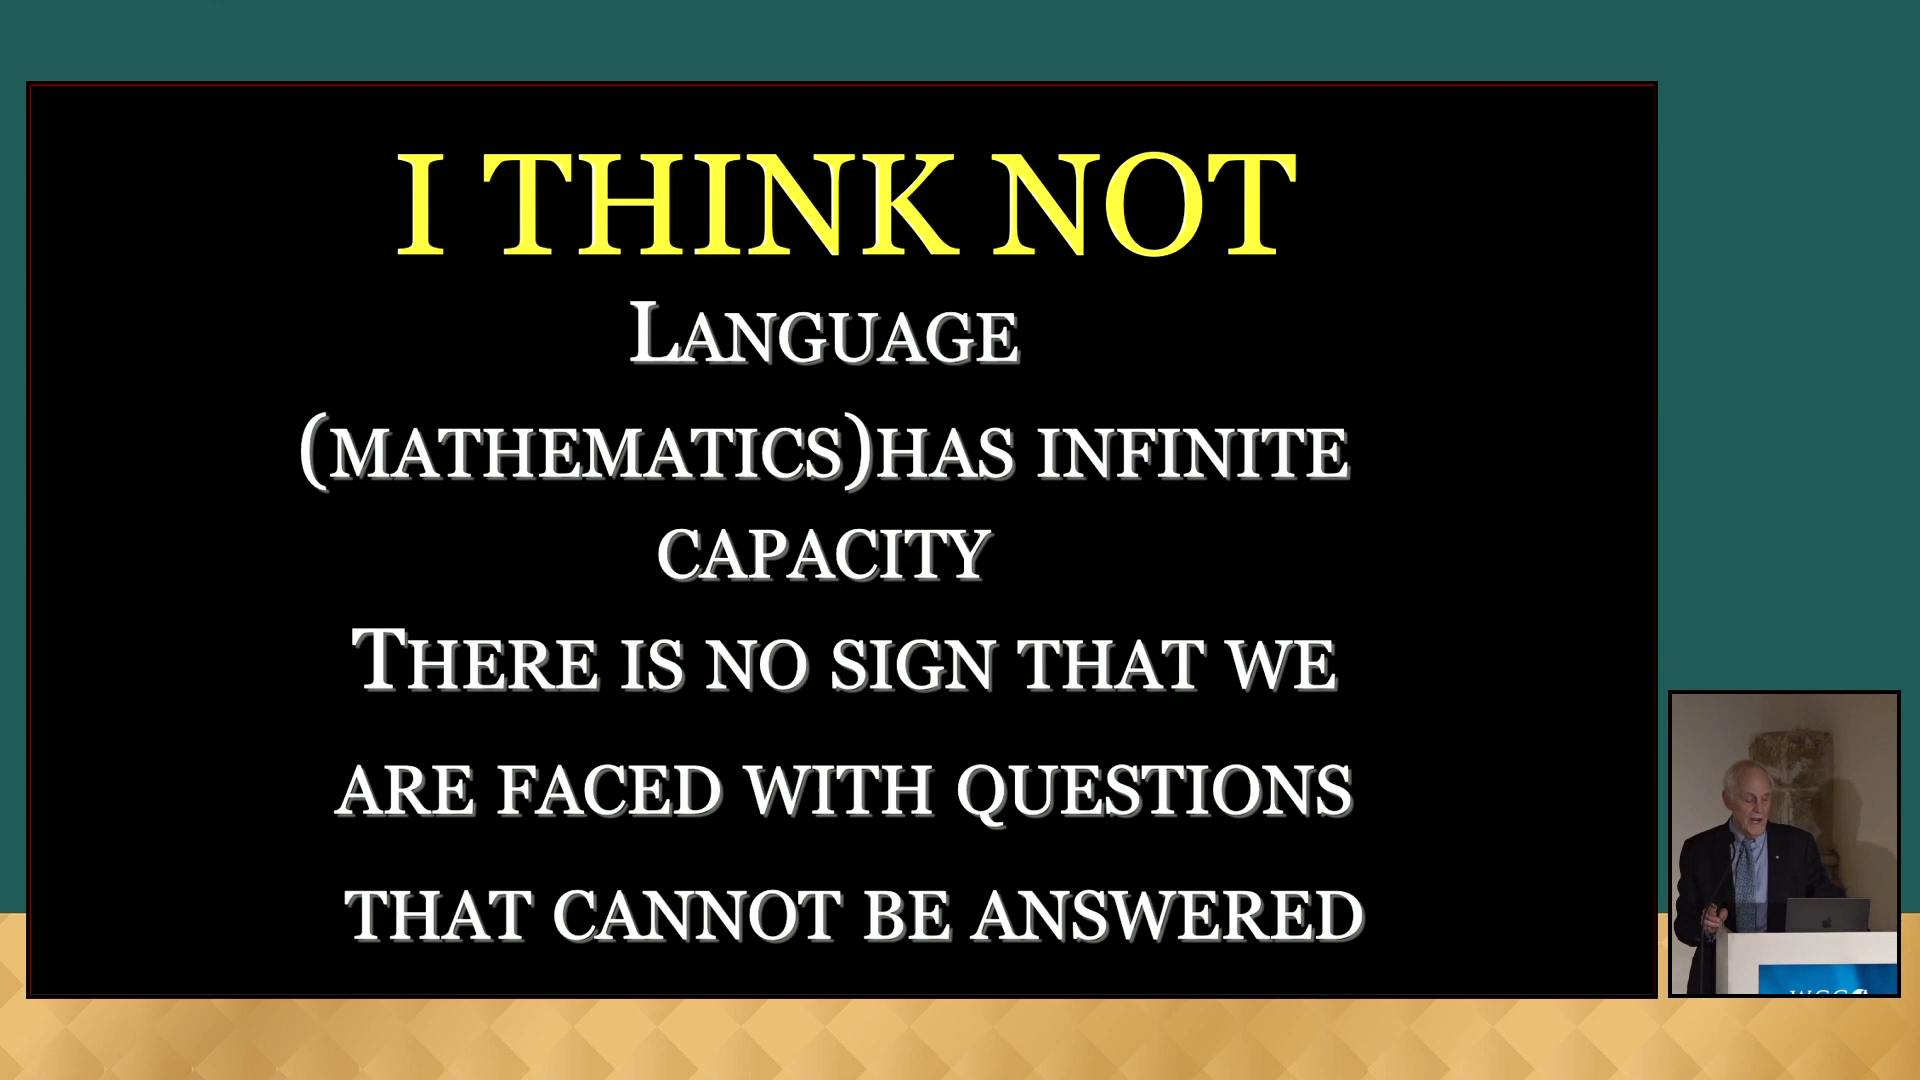 I THINK NOT
LANGUAGE
(MATHEMATICS)HAS INFINITE
CAPACITY
THERE IS NO SIGN THAT WE
ARE FACED WITH QUESTIONS
THAT CANNOT BE ANSWERED